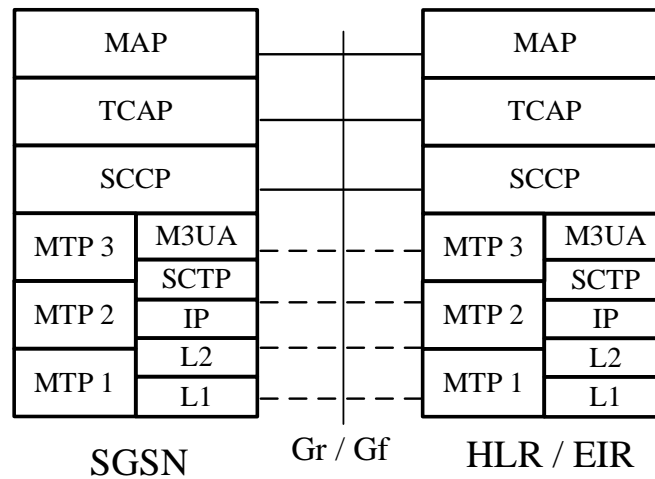 MAP
TCAP
SCCP
MTP 3
M3UA
SCTP
MTP 2
IP
L2
MTP 1
L1
SGSN
Gr / Gf
MAP
TCAP
SCCP
MTP 3
M3UA
SCTP
MTP 2
IP
L2
MTP 1
L1
HLR / EIR